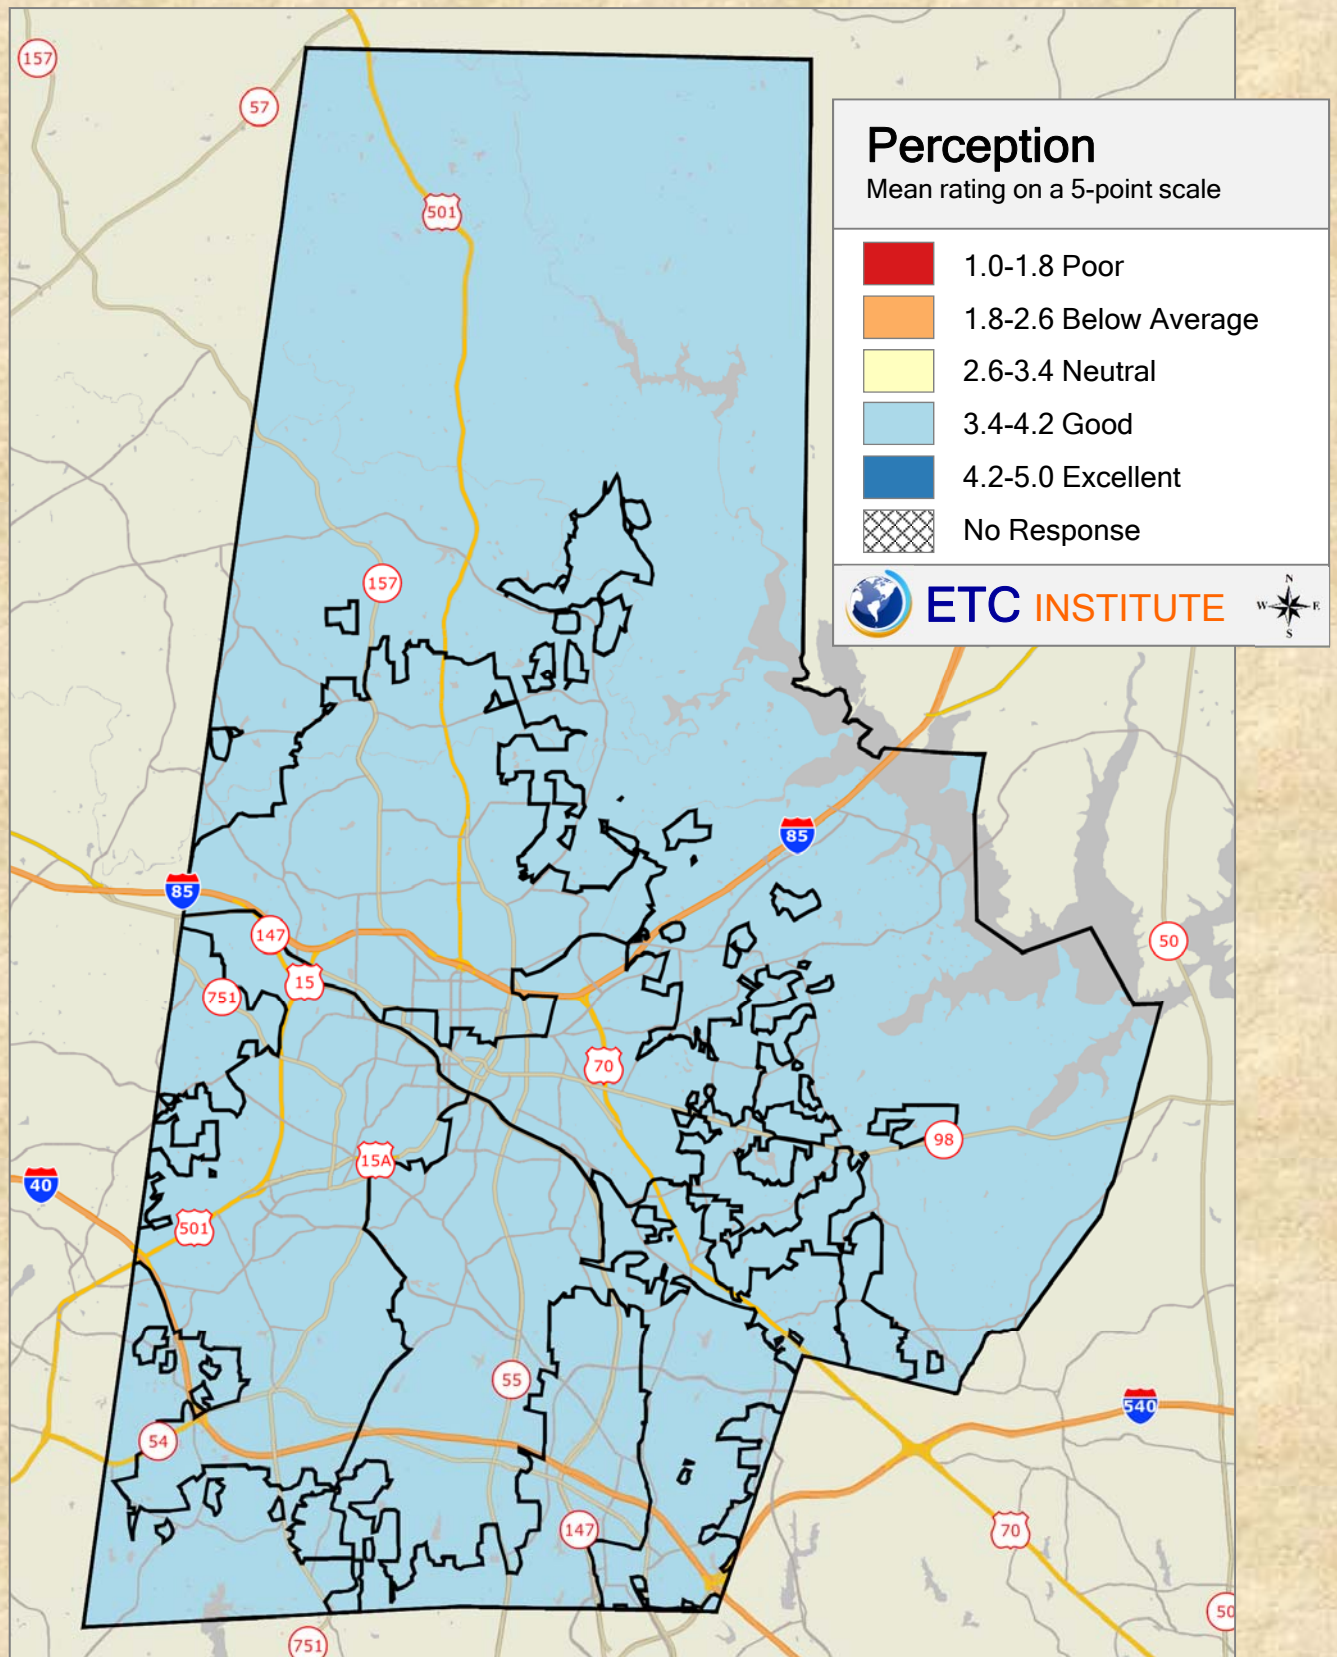 157
57
501
Perception
Mean rating on a 5-point scale
1.0-1.8 Poor
1.8-2.6 Below Average
2.6-3.4 Neutral
3.4-4.2 Good
4.2-5.0 Excellent
No Response
ETC INSTITUTE
N
W E
S
157
85
85
147
50
15
751
70
98
15A
40
501
55
540
54
147
70
50
751